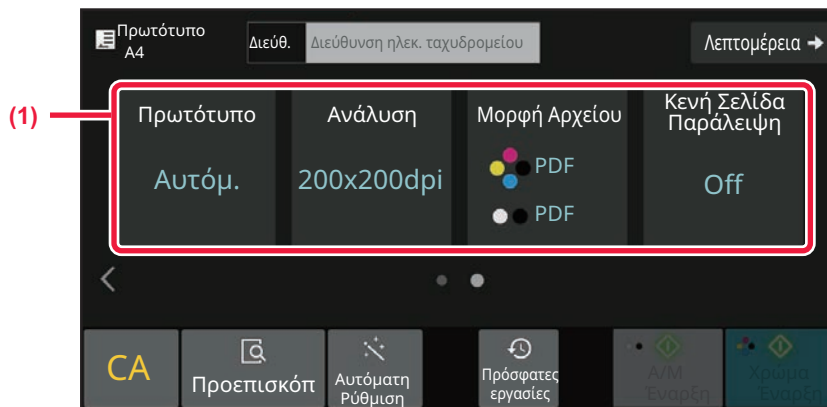 Πρωτότυπο
A4
Διεύθ.
Διεύθυνση ηλεκ. ταχυδρομείου
Λεπτομέρεια
(1)
Πρωτότυπο
Αυτόμ.
Ανάλυση
200x200dpi
Μορφή Αρχείου
PDF
PDF
Κενή Σελίδα
Παράλειψη
Off
CA
Προεπισκόπ
Αυτόματη
Ρύθμιση
Πρόσφατες
εργασίες
Α/Μ
Έναρξη
Χρώμα
Έναρξη